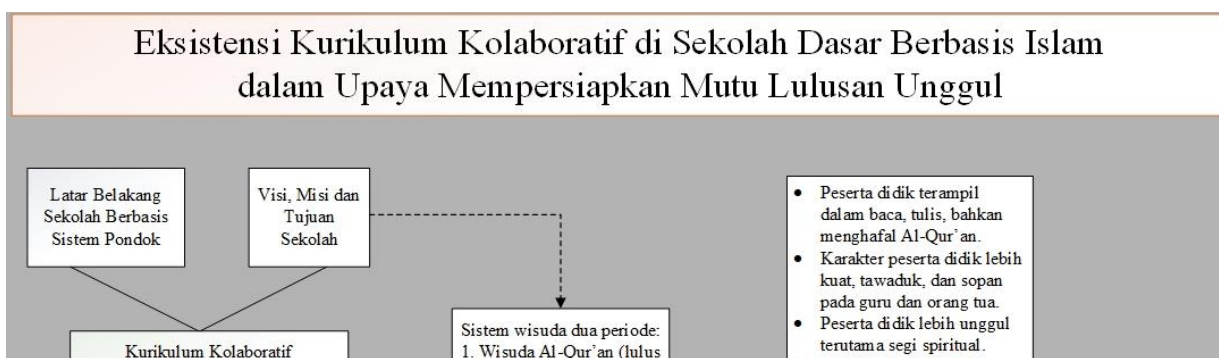 Eksistensi Kurikulum Kolaboratif di Sekolah Dasar Berbasis Islam
dalam Upaya Mempersiapkan Mutu Lulusan Unggul
Latar Belakang
Sekolah Berbasis
Sistem Pondok
Visi, Misi dan
Tujuan
Sekolah
• Peserta didik terampil
dalam baca, tulis, bahkan
menghafal Al-Qur’an.
• Karakter peserta didik lebih
kuat, tawaduk, dan sopan
pada guru dan orang tua.
• Peserta didik lebih unggul
terutama segi spiritual.
Kurikulum Kolaboratif
Sistem wisuda dua periode:
1. Wisuda Al-Qur’an (lulus